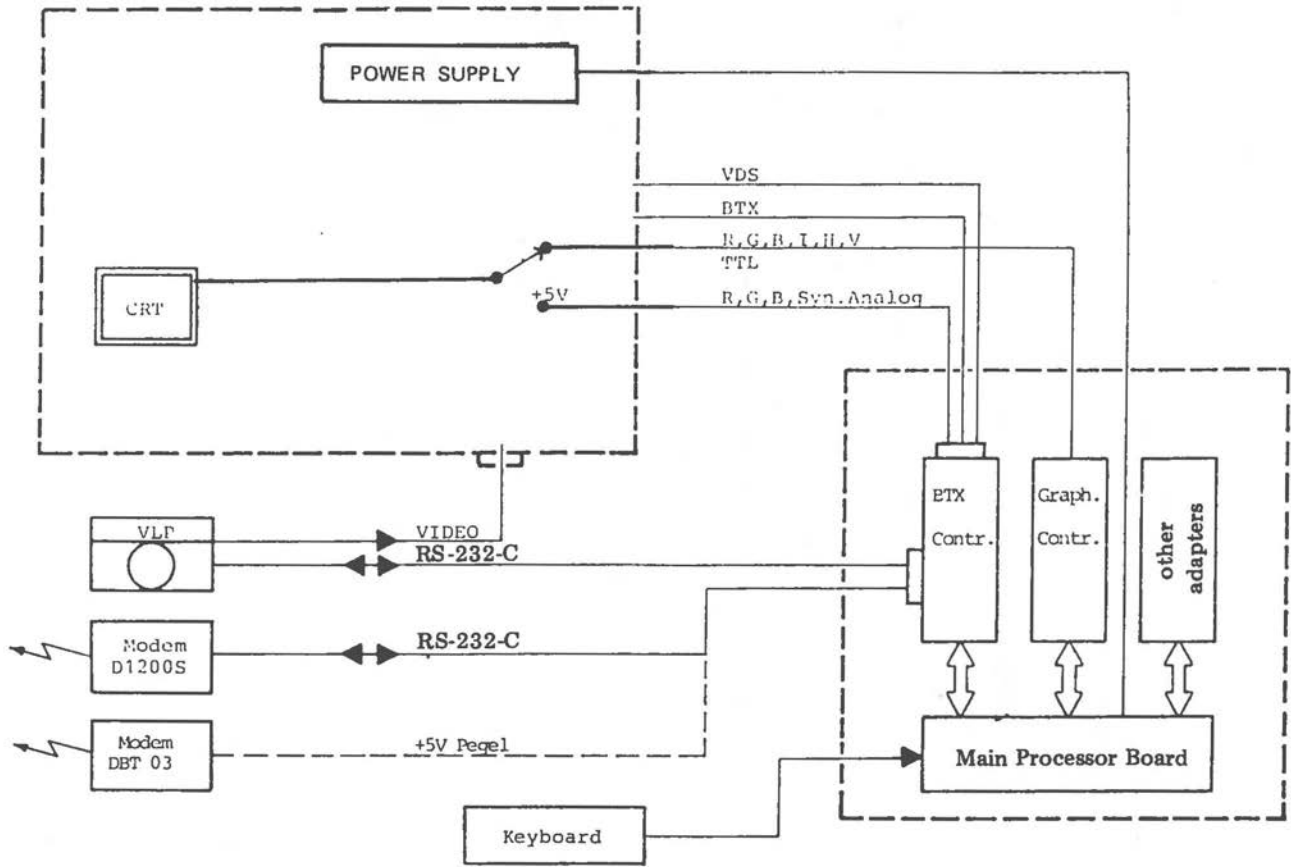 POWER SUPPLY
VDS
BTX
R,G,B,I,H,V
TTL
+5V
R,G,B,Syn.Analog
CRT
BTX
Contr.
Graph.
Contr.
other
adapters
VLP
VIDEO
RS-232-C
Modem
D1200S
RS-232-C
Modem
DBT 03
+5V Pegel
Main Processor Board
Keyboard